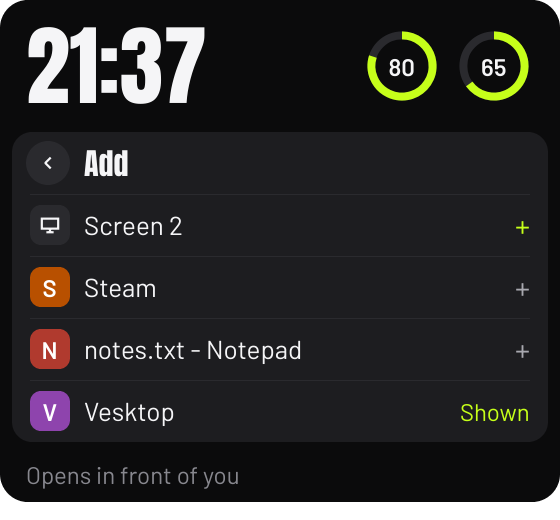 21:37
80
65
Add
Screen 2 +
S Steam +
N notes.txt - Notepad +
V Vesktop Shown
Opens in front of you